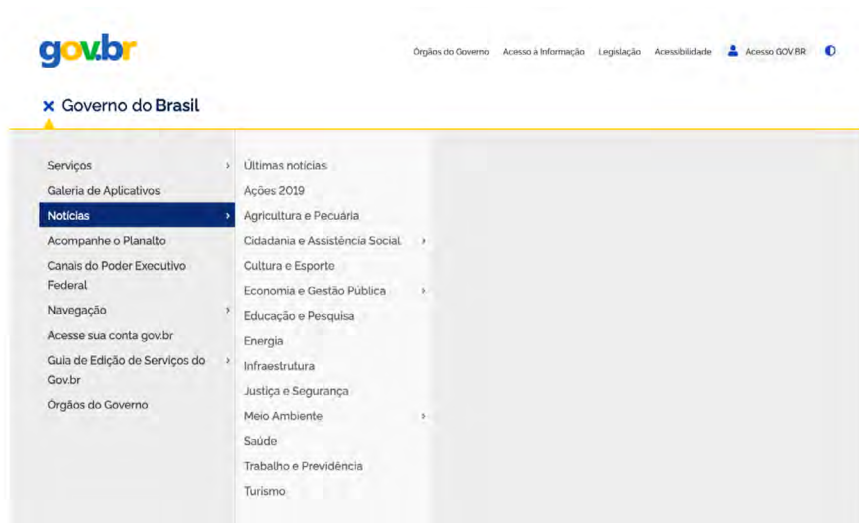 gov.br
Órgãos do Governo Acesso à Informação Legislação Acessibilidade Acesso GOV.BR
Governo do Brasil
Serviços
Galeria de Aplicativos
Notícias
Acompanhe o Planalto
Canais do Poder Executivo
Federal
Navegação
Acesse sua conta gov.br
Guia de Edição de Serviços do
Gov.br
Órgãos do Governo
Últimas notícias
Ações 2019
Agricultura e Pecuária
Cidadania e Assistência Social
Cultura e Esporte
Economia e Gestão Pública
Educação e Pesquisa
Energia
Infraestrutura
Justiça e Segurança
Meio Ambiente
Saúde
Trabalho e Previdência
Turismo